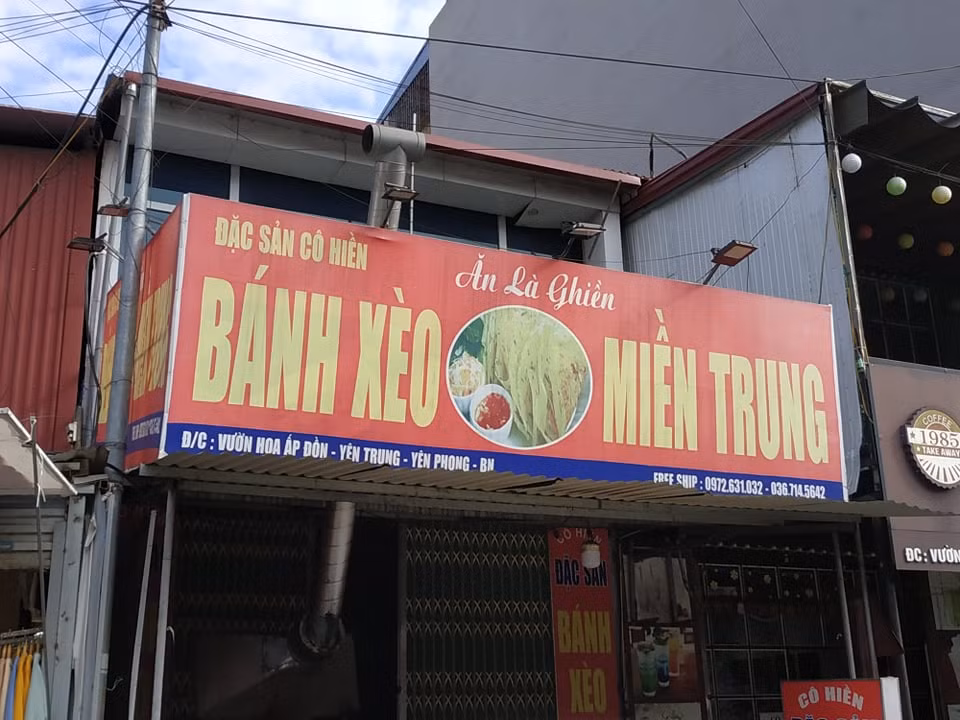 ĐẶC SẢN CÔ HIỀN
Ăn Là Ghiền
BÁNH XÈO
MIỀN TRUNG
Đ/C : VƯỜN HOA ẤP ĐỒN - YÊN TRUNG - YÊN PHONG - BN
FREE SHIP : 0972.631.032 - 036.714.5642
COFFEE
1985
TAKE AWAY
ĐC : VƯỜN
CÔ HIỀN
ĐẶC SẢN
BÁNH
XÈO
CÔ HIỀN